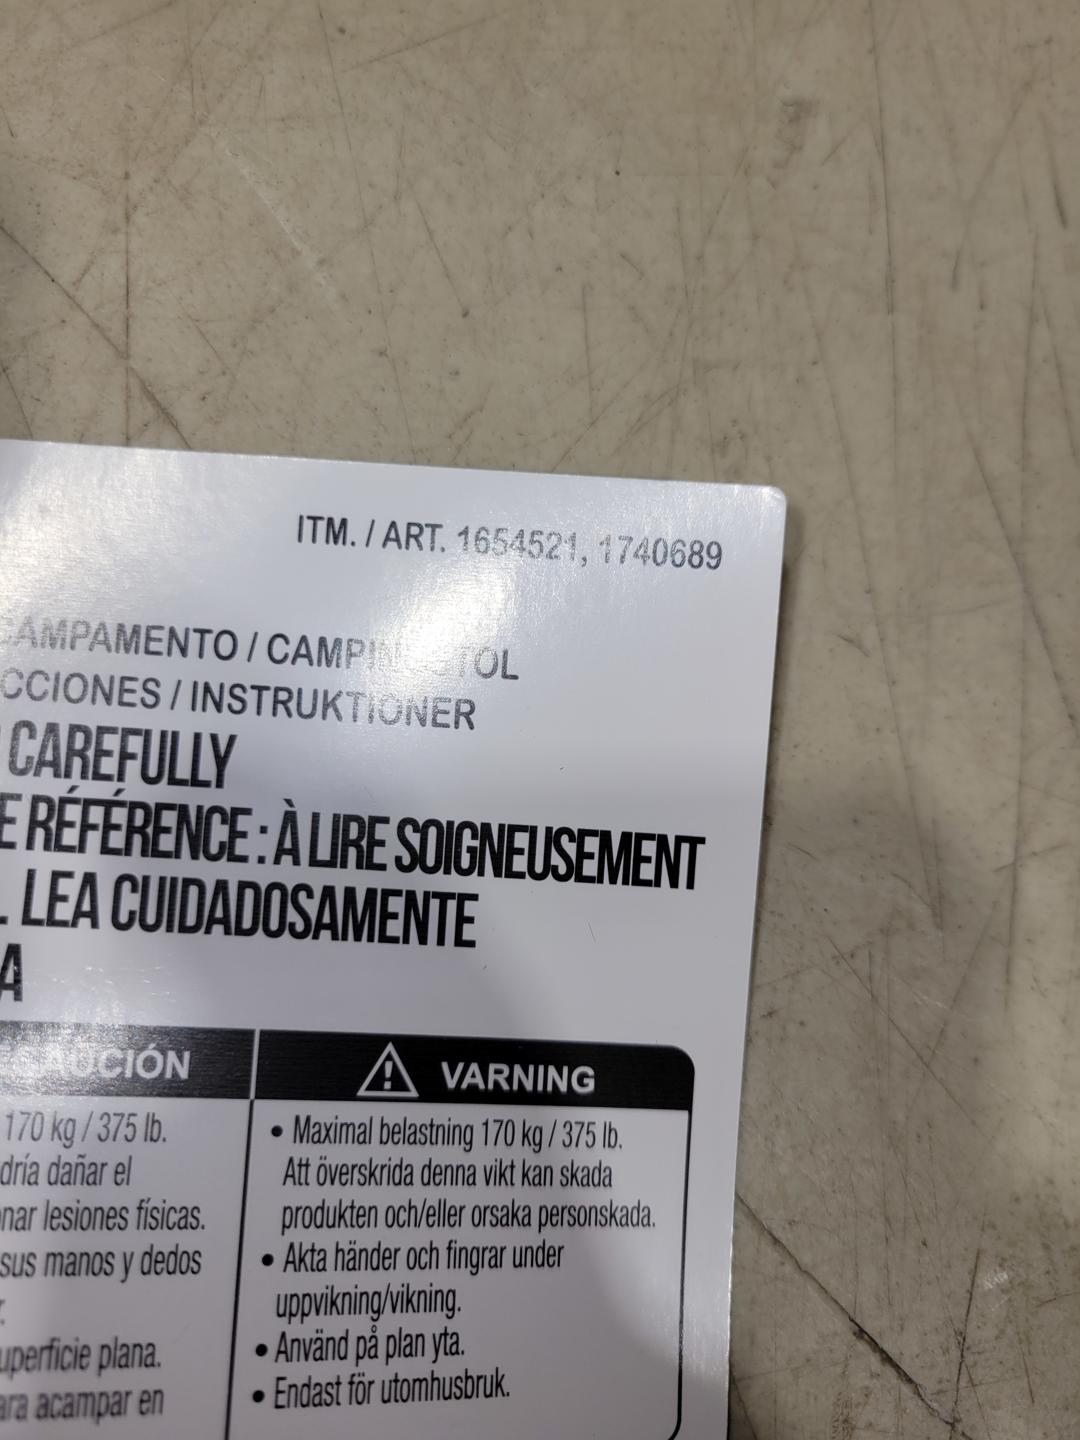 ITM. / ART. 1654521, 1740689
CAMPAMENTO / CAMPINGSTOL
CCIONES / INSTRUKTIONER
CAREFULLY
E RÉFÉRENCE : À LIRE SOIGNEUSEMENT
. LEA CUIDADOSAMENTE
A
ECAUCIÓN
170 kg / 375 lb.
dría dañar el
nar lesiones físicas.
sus manos y dedos
r.
uperficie plana.
ara acampar en
VARNING
• Maximal belastning 170 kg / 375 lb.
Att överskrida denna vikt kan skada
produkten och/eller orsaka personskada.
• Akta händer och fingrar under
uppvikning/vikning.
• Använd på plan yta.
• Endast för utomhusbruk.